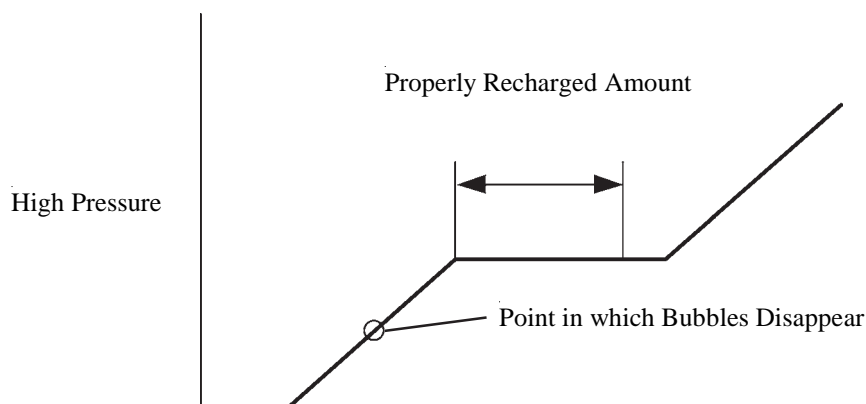 Properly Recharged Amount
High Pressure
Point in which Bubbles Disappear